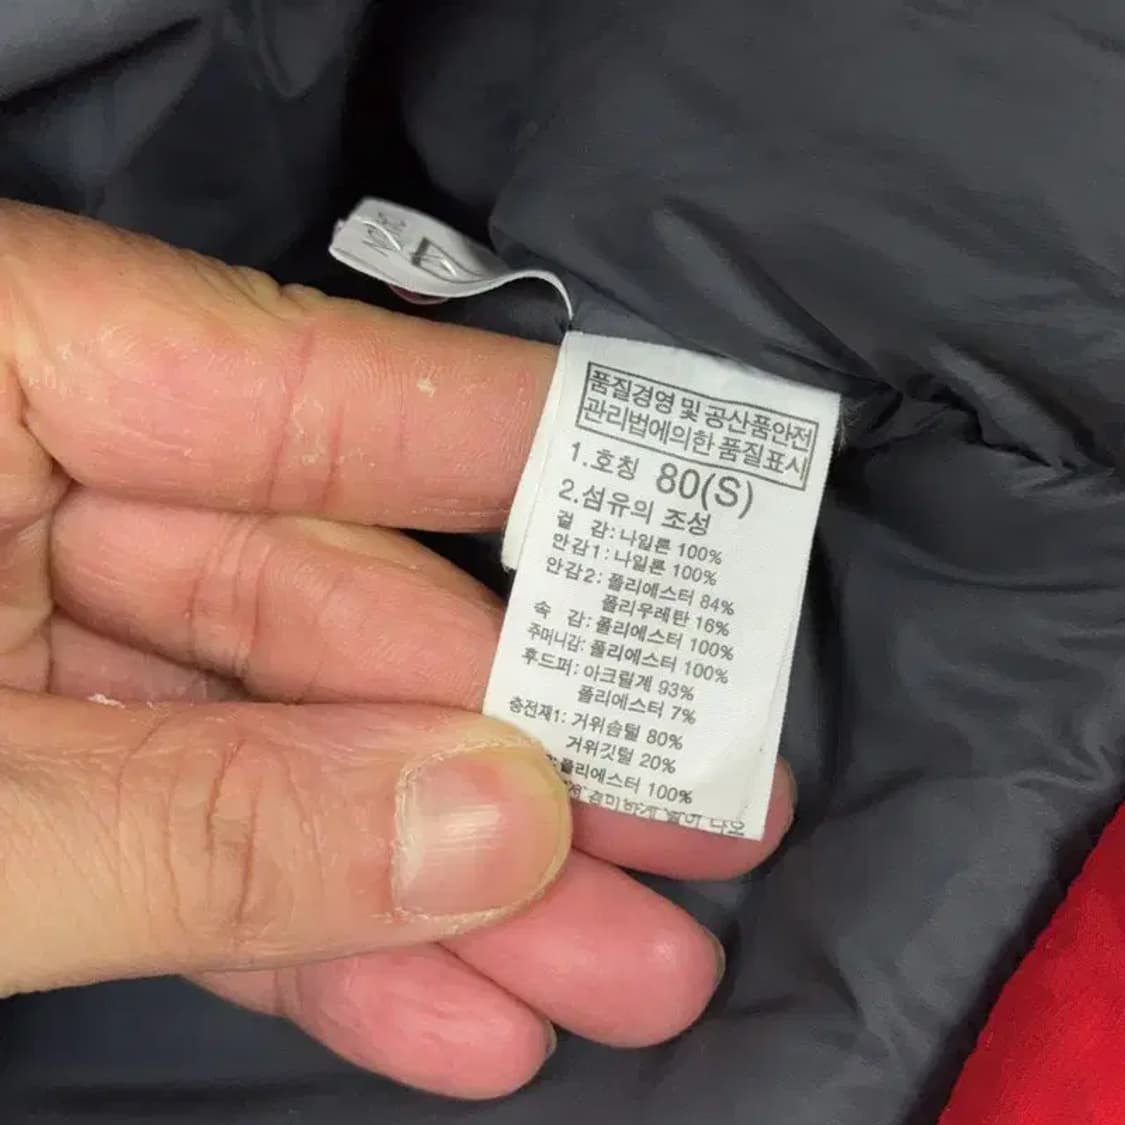 품질경영 및 공산품안전
관리법에의한 품질표시
1.호칭 80(S)
2.섬유의 조성
겉 감: 나일론 100%
안감1: 나일론 100%
안감2: 폴리에스터 84%
폴리우레탄 16%
속 감: 폴리에스터 100%
주머니감: 폴리에스터 100%
후드퍼: 아크릴계 93%
폴리에스터 7%
충전재1: 거위솜털 80%
거위깃털 20%
폴리에스터 100%